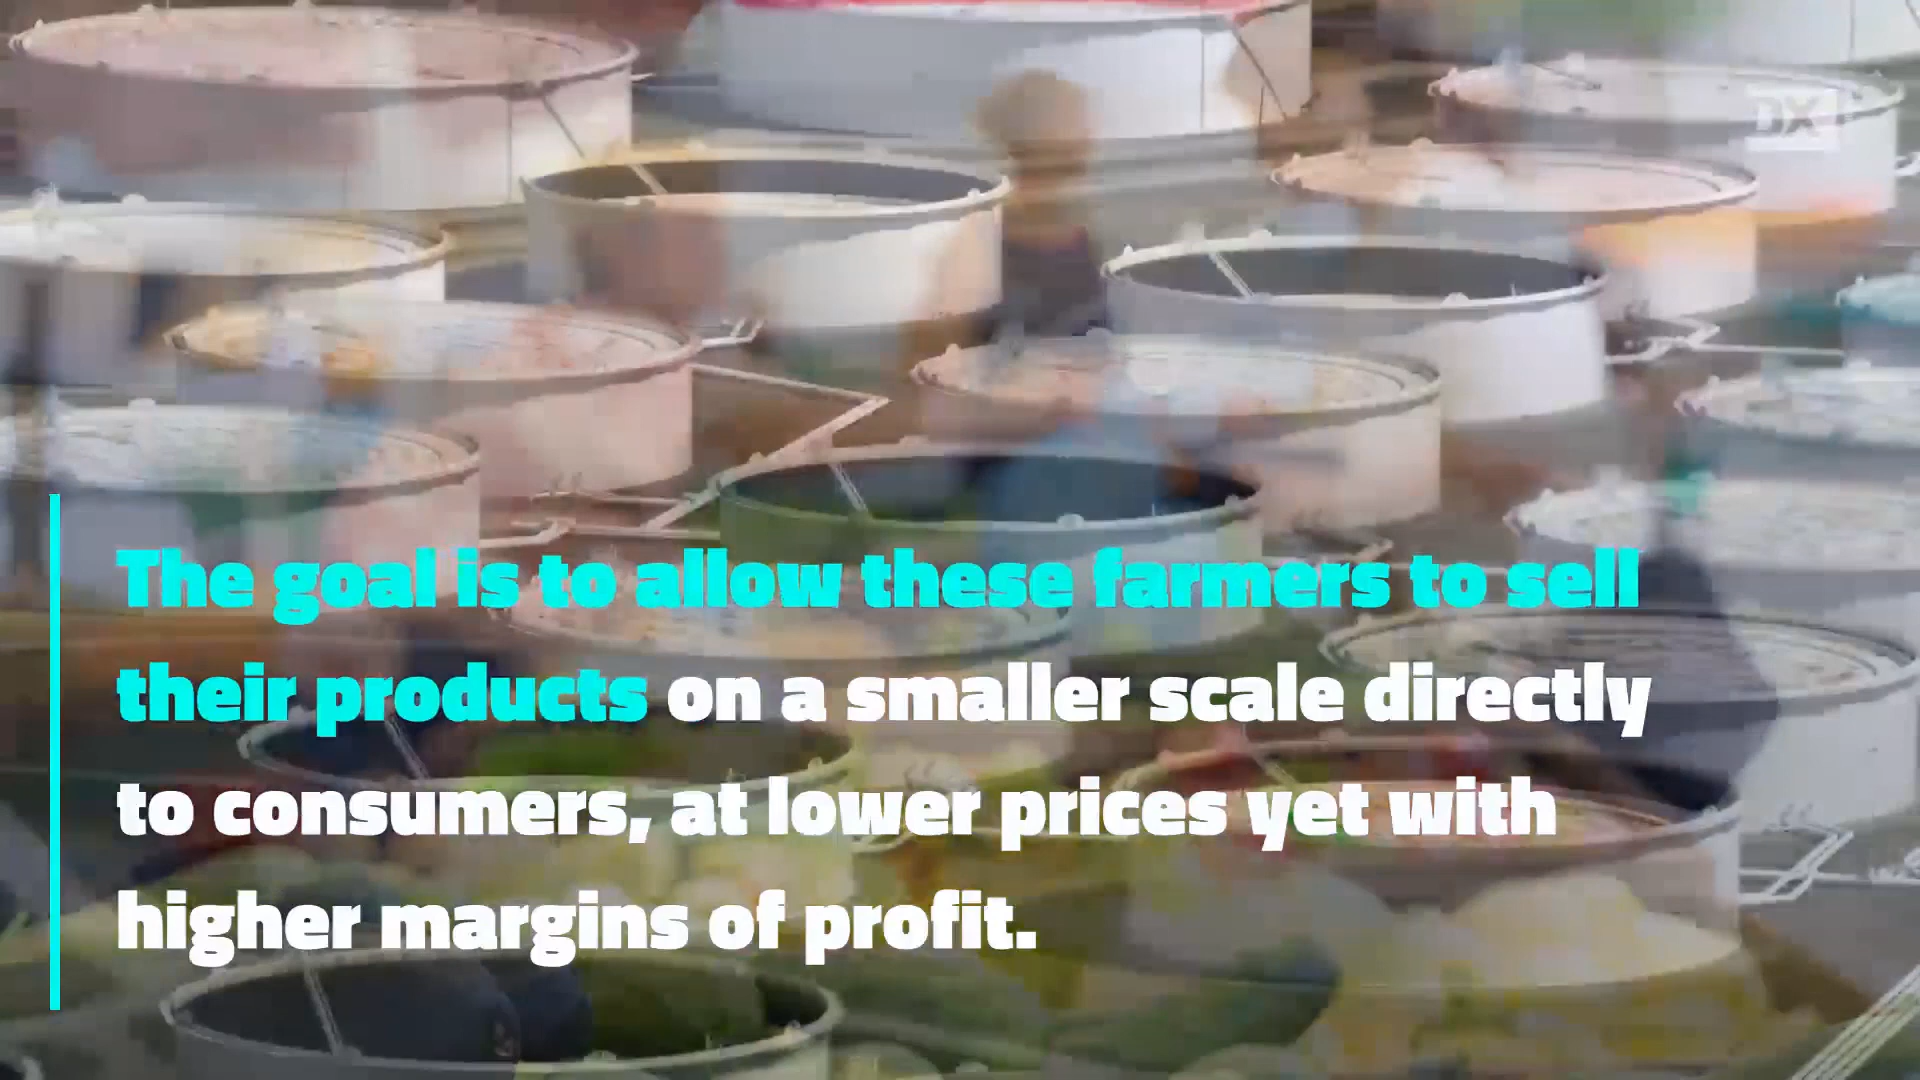 DX
The goal is to allow these farmers to sell
their products on a smaller scale directly
to consumers, at lower prices yet with
higher margins of profit.